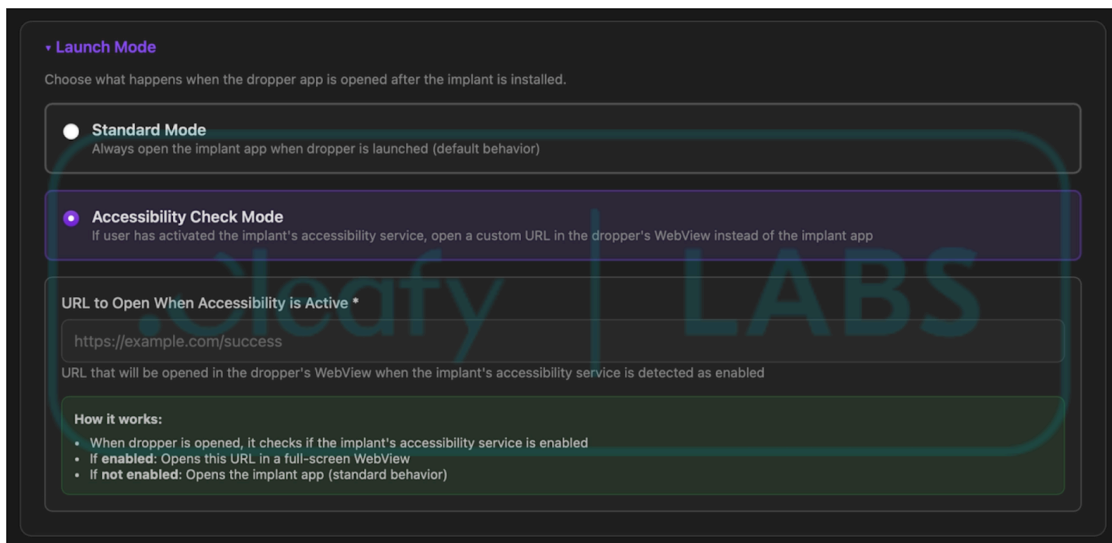 ▾ Launch Mode
Choose what happens when the dropper app is opened after the implant is installed.
Standard Mode
Always open the implant app when dropper is launched (default behavior)
Accessibility Check Mode
If user has activated the implant's accessibility service, open a custom URL in the dropper's WebView instead of the implant app
URL to Open When Accessibility is Active *
https://example.com/success
URL that will be opened in the dropper's WebView when the implant's accessibility service is detected as enabled
How it works:
• When dropper is opened, it checks if the implant's accessibility service is enabled
• If enabled: Opens this URL in a full-screen WebView
• If not enabled: Opens the implant app (standard behavior)
.Cleafy | LABS